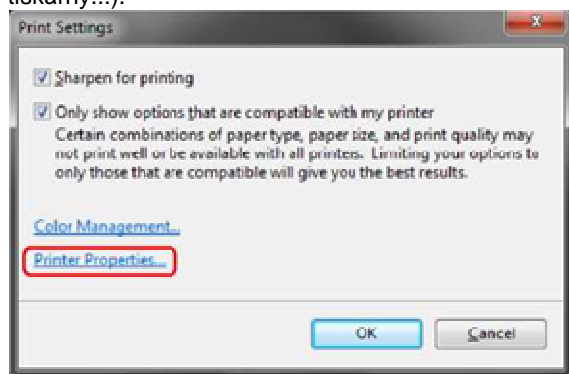 tiskárny...).
Print Settings
Sharpen for printing
Only show options that are compatible with my printer
Certain combinations of paper type, paper size, and print quality may
not print well or be available with all printers. Limiting your options to
only those that are compatible will give you the best results.
Color Management...
Printer Properties...
OK
Cancel